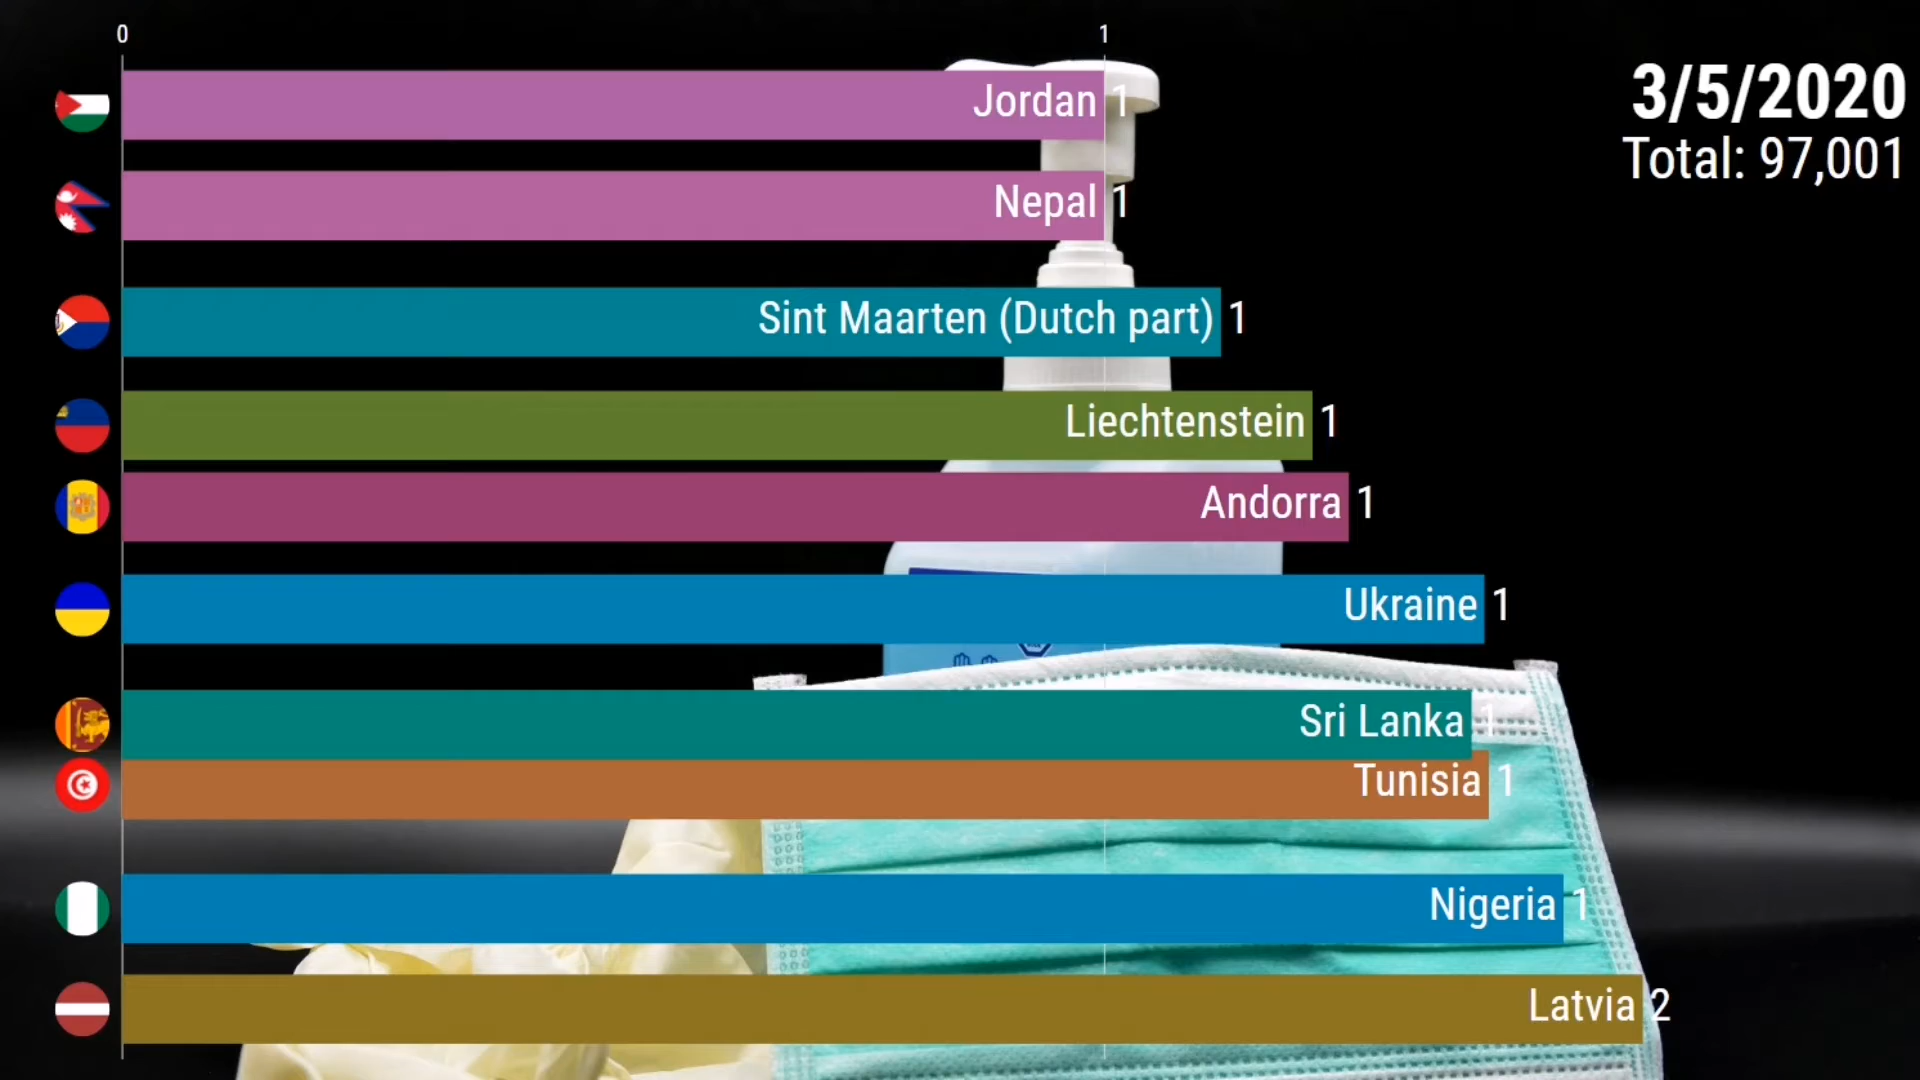 0 1
3/5/2020
Total: 97,001
Jordan 1
Nepal 1
Sint Maarten (Dutch part) 1
Liechtenstein 1
Andorra 1
Ukraine 1
Sri Lanka 1
Tunisia 1
Nigeria 1
Latvia 2